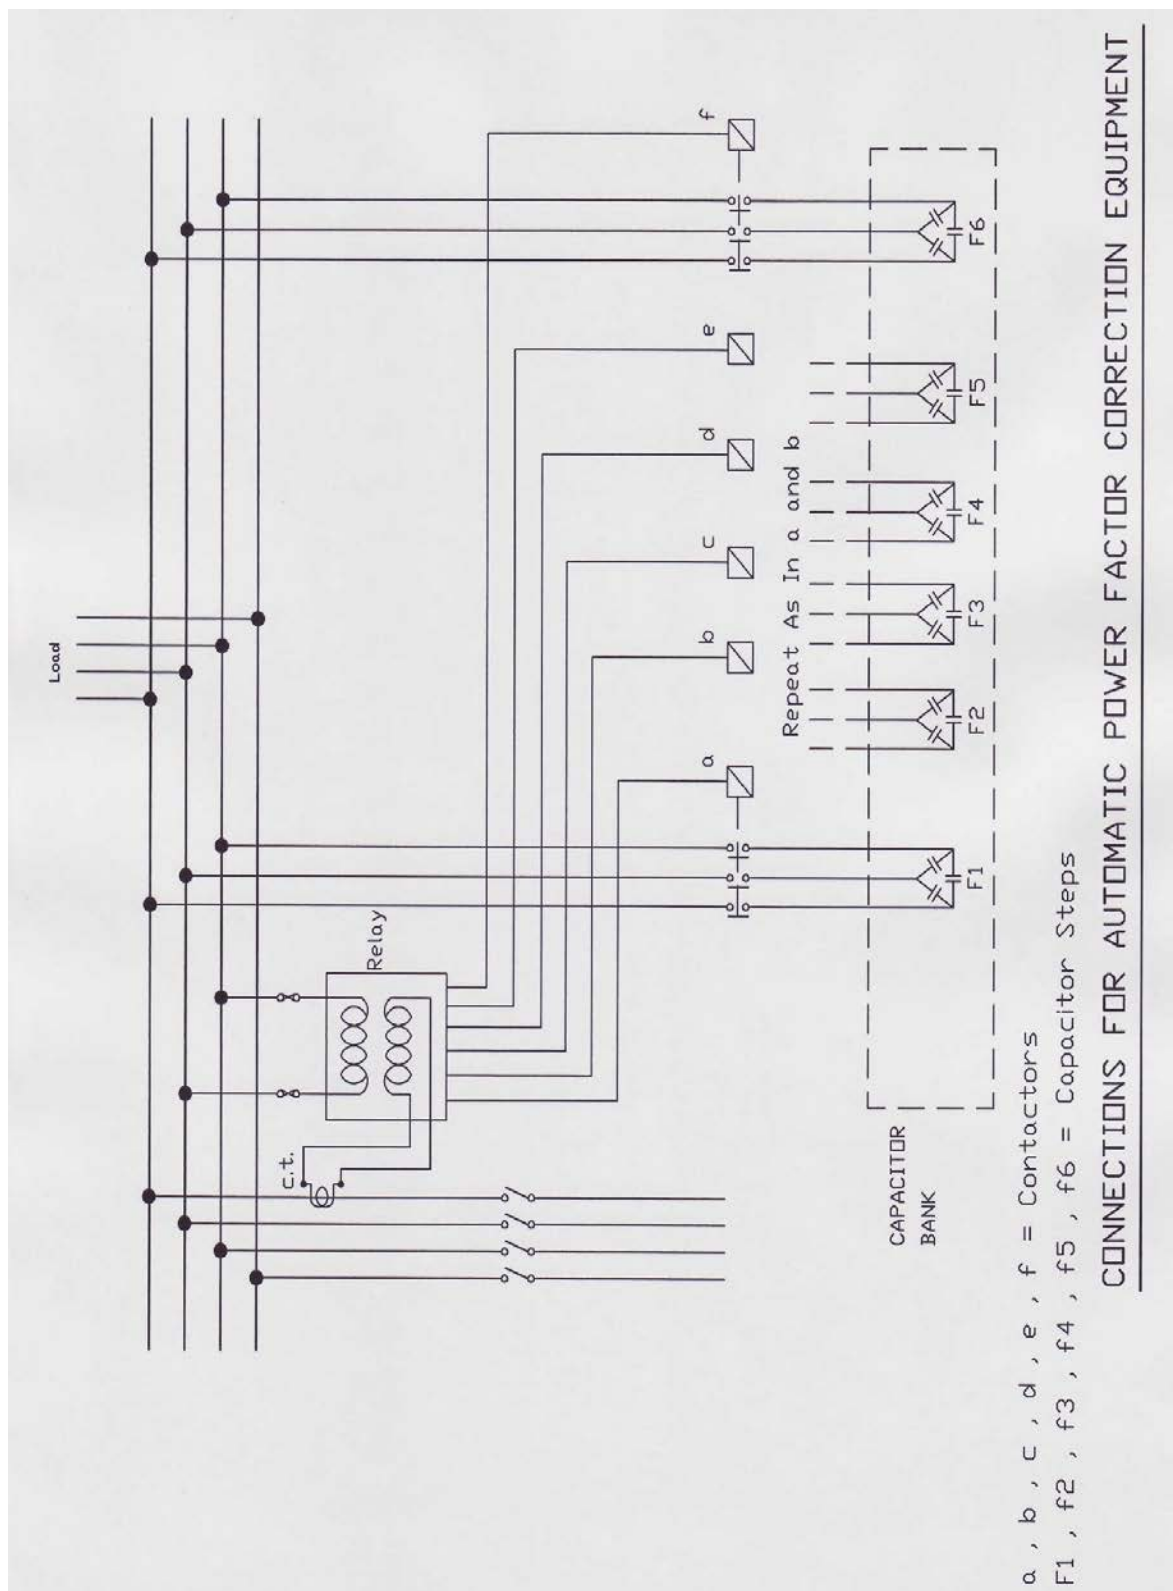 Load
Relay
c.t.
a
b
c
d
e
f
Repeat As In a and b
F1
F2
F3
F4
F5
F6
CAPACITOR
BANK
a , b , c , d , e , f = Contactors
F1 , f2 , f3 , f4 , f5 , f6 = Capacitor Steps
CONNECTIONS FOR AUTOMATIC POWER FACTOR CORRECTION EQUIPMENT